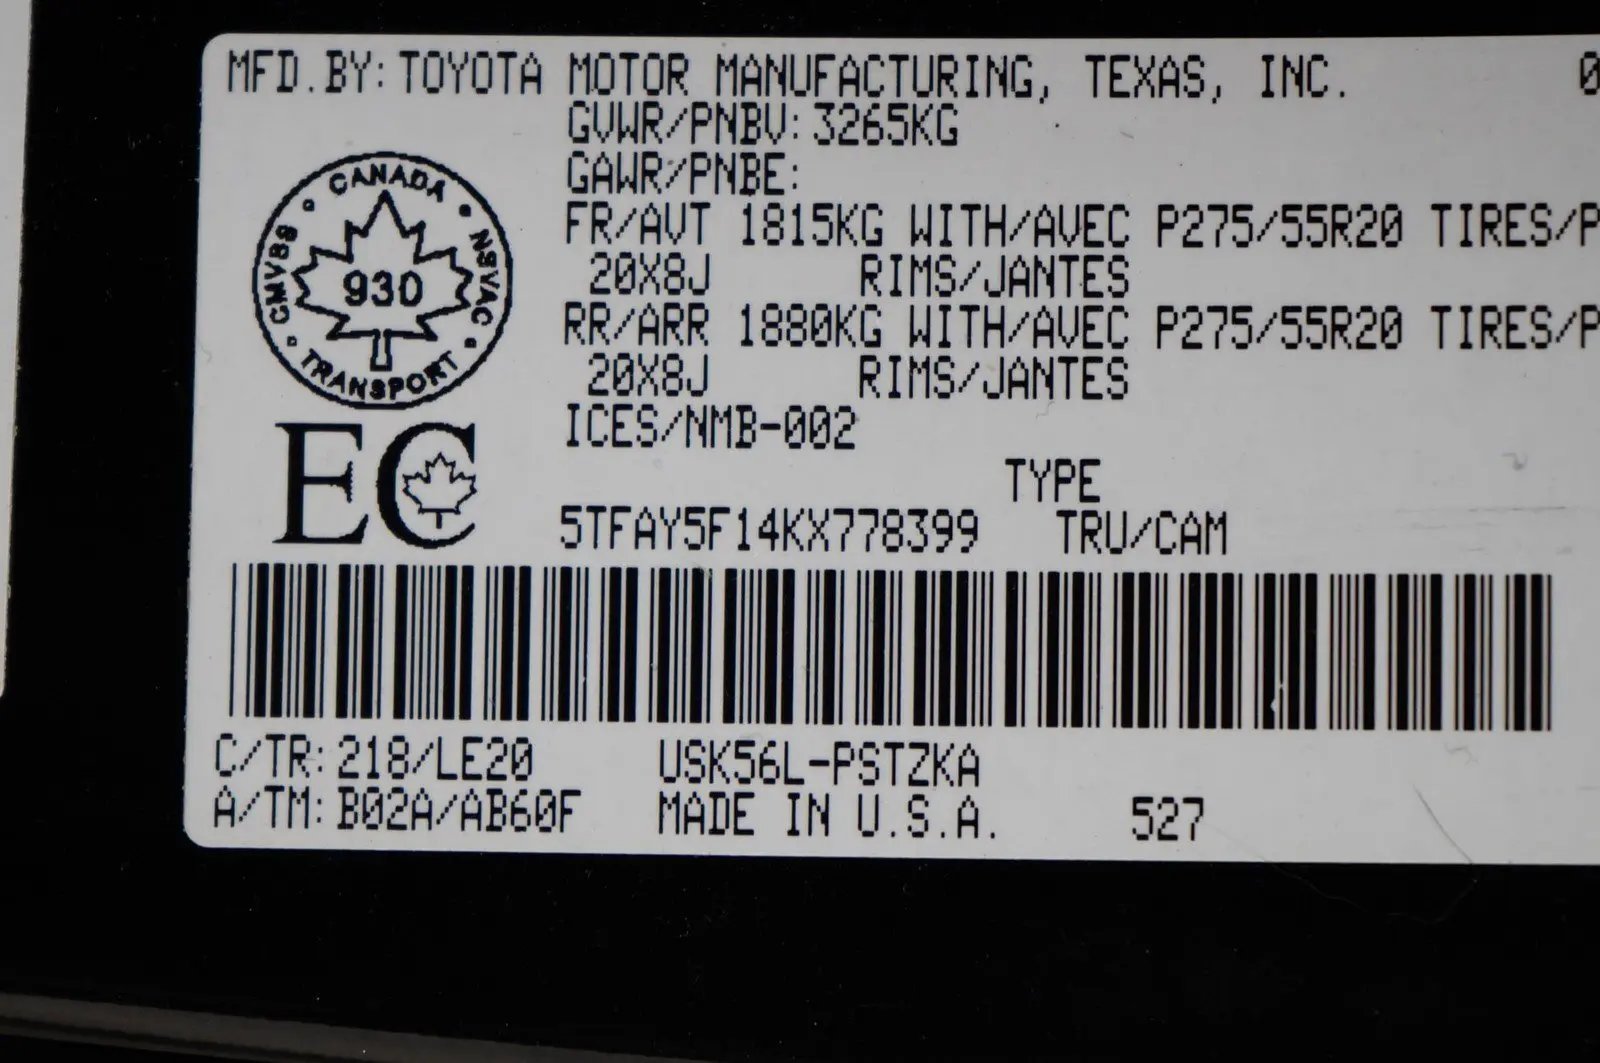 MFD.BY: TOYOTA MOTOR MANUFACTURING, TEXAS, INC. 0
GVWR/PNBV: 3265KG
GAWR/PNBE:
FR/AVT 1815KG WITH/AVEC P275/55R20 TIRES/P
20X8J RIMS/JANTES
RR/ARR 1880KG WITH/AVEC P275/55R20 TIRES/P
20X8J RIMS/JANTES
ICES/NMB-002
CANADA
CMVSS
NSVAC
930
TRANSPORT
EC
TYPE
5TFAY5F14KX778399 TRU/CAM
C/TR: 218/LE20 USK56L-PSTZKA
A/TM: B02A/AB60F MADE IN U.S.A. 527